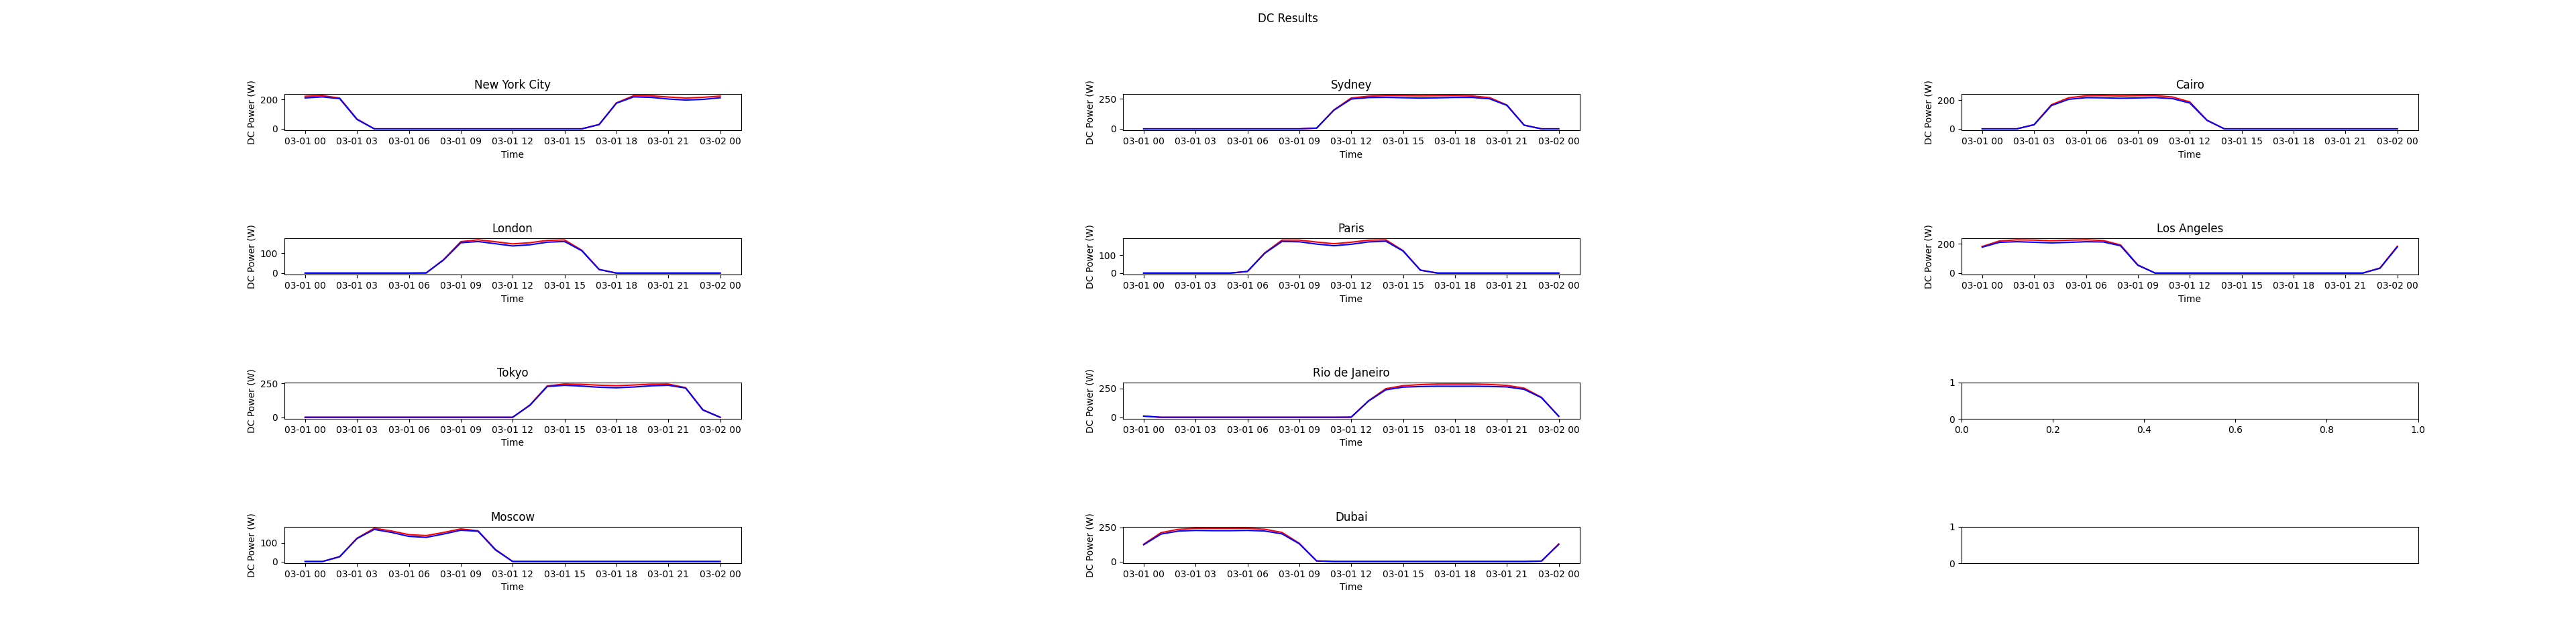 DC Results
New York City
DC Power (W)
200
0
03-01 00 03-01 03 03-01 06 03-01 09 03-01 12 03-01 15 03-01 18 03-01 21 03-02 00
Time
Sydney
DC Power (W)
250
0
03-01 00 03-01 03 03-01 06 03-01 09 03-01 12 03-01 15 03-01 18 03-01 21 03-02 00
Time
Cairo
DC Power (W)
200
0
03-01 00 03-01 03 03-01 06 03-01 09 03-01 12 03-01 15 03-01 18 03-01 21 03-02 00
Time
London
DC Power (W)
100
0
03-01 00 03-01 03 03-01 06 03-01 09 03-01 12 03-01 15 03-01 18 03-01 21 03-02 00
Time
Paris
DC Power (W)
100
0
03-01 00 03-01 03 03-01 06 03-01 09 03-01 12 03-01 15 03-01 18 03-01 21 03-02 00
Time
Los Angeles
DC Power (W)
200
0
03-01 00 03-01 03 03-01 06 03-01 09 03-01 12 03-01 15 03-01 18 03-01 21 03-02 00
Time
Tokyo
DC Power (W)
250
0
03-01 00 03-01 03 03-01 06 03-01 09 03-01 12 03-01 15 03-01 18 03-01 21 03-02 00
Time
Rio de Janeiro
DC Power (W)
250
0
03-01 00 03-01 03 03-01 06 03-01 09 03-01 12 03-01 15 03-01 18 03-01 21 03-02 00
Time
1
0
0.0 0.2 0.4 0.6 0.8 1.0
Moscow
DC Power (W)
100
0
03-01 00 03-01 03 03-01 06 03-01 09 03-01 12 03-01 15 03-01 18 03-01 21 03-02 00
Time
Dubai
DC Power (W)
250
0
03-01 00 03-01 03 03-01 06 03-01 09 03-01 12 03-01 15 03-01 18 03-01 21 03-02 00
Time
1
0